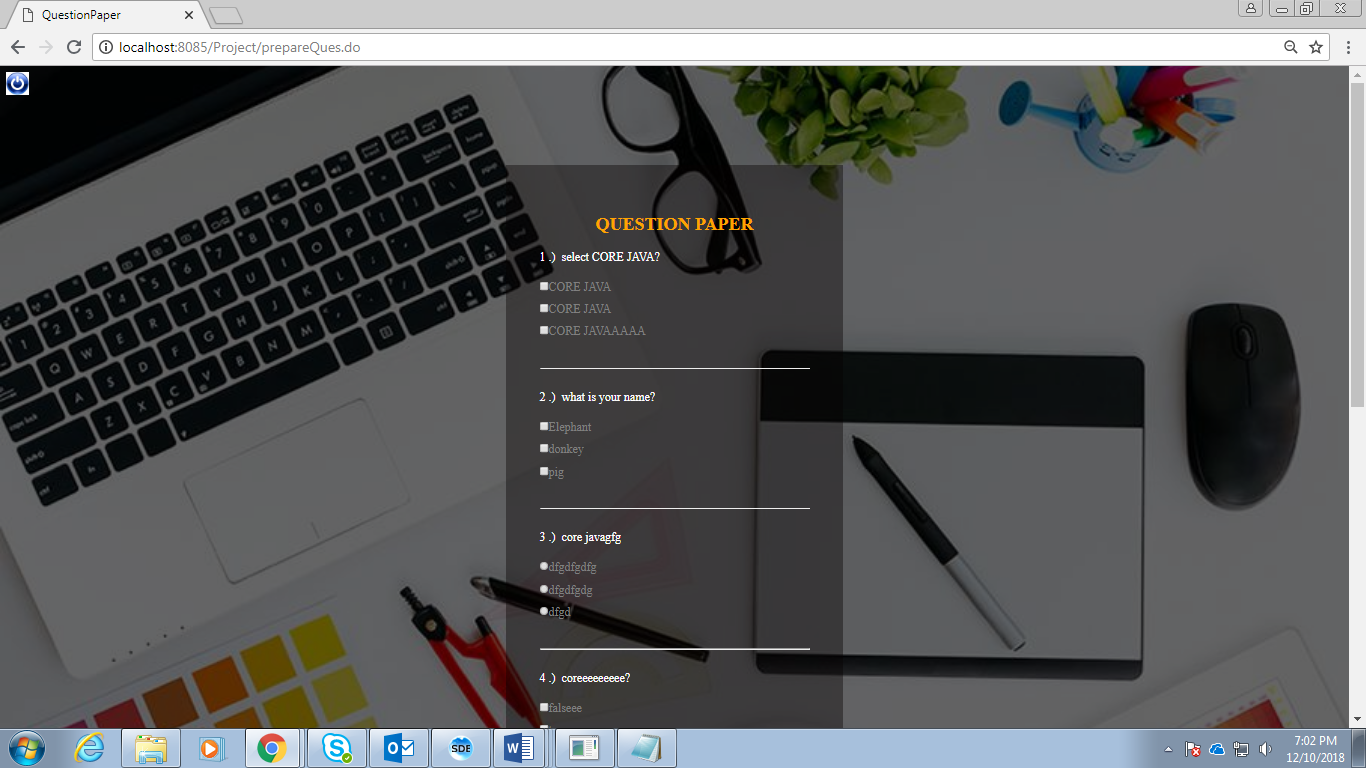 QuestionPaper
localhost:8085/Project/prepareQues.do
QUESTION PAPER
1 .) select CORE JAVA?
CORE JAVA
CORE JAVA
CORE JAVAAAAA
2 .) what is your name?
Elephant
donkey
pig
3 .) core javagfg
dfgdfgdfg
dfgdfgdg
dfgd
4 .) coreeeeeeeee?
falseee
SDE
7:02 PM
12/10/2018